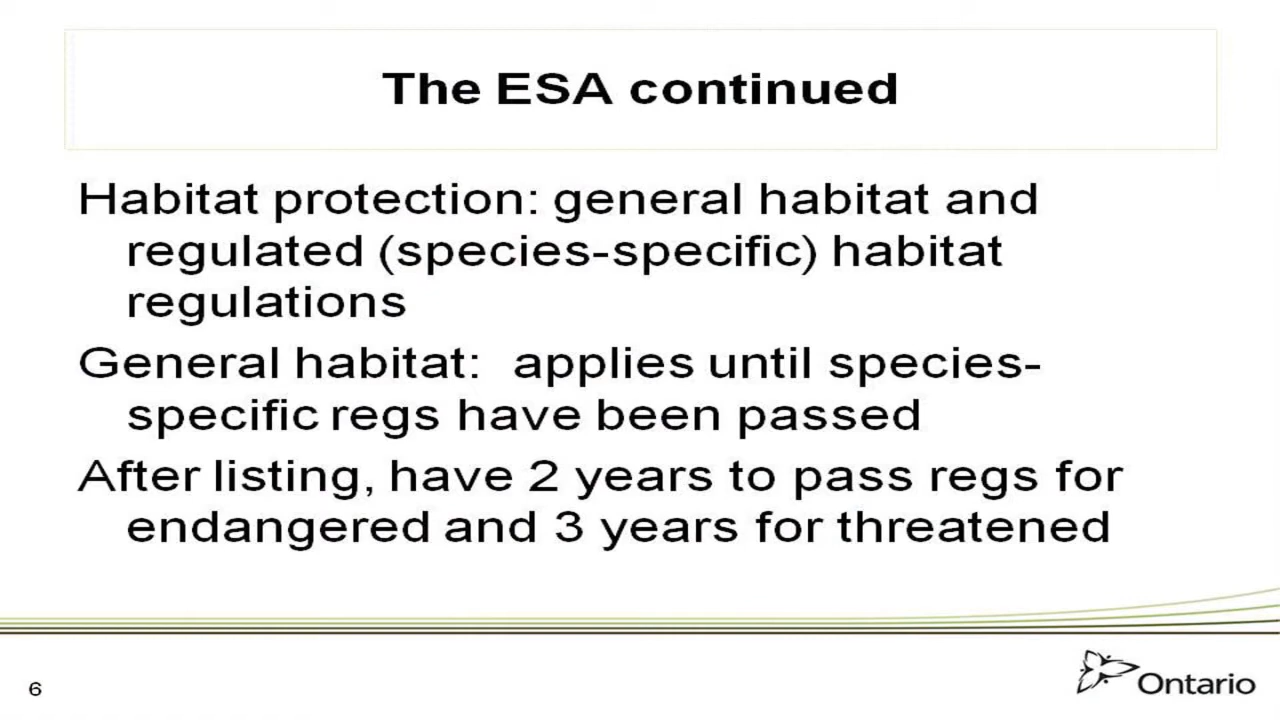 The ESA continued
Habitat protection: general habitat and
regulated (species-specific) habitat
regulations
General habitat: applies until species-
specific regs have been passed
After listing, have 2 years to pass regs for
endangered and 3 years for threatened
6
Ontario